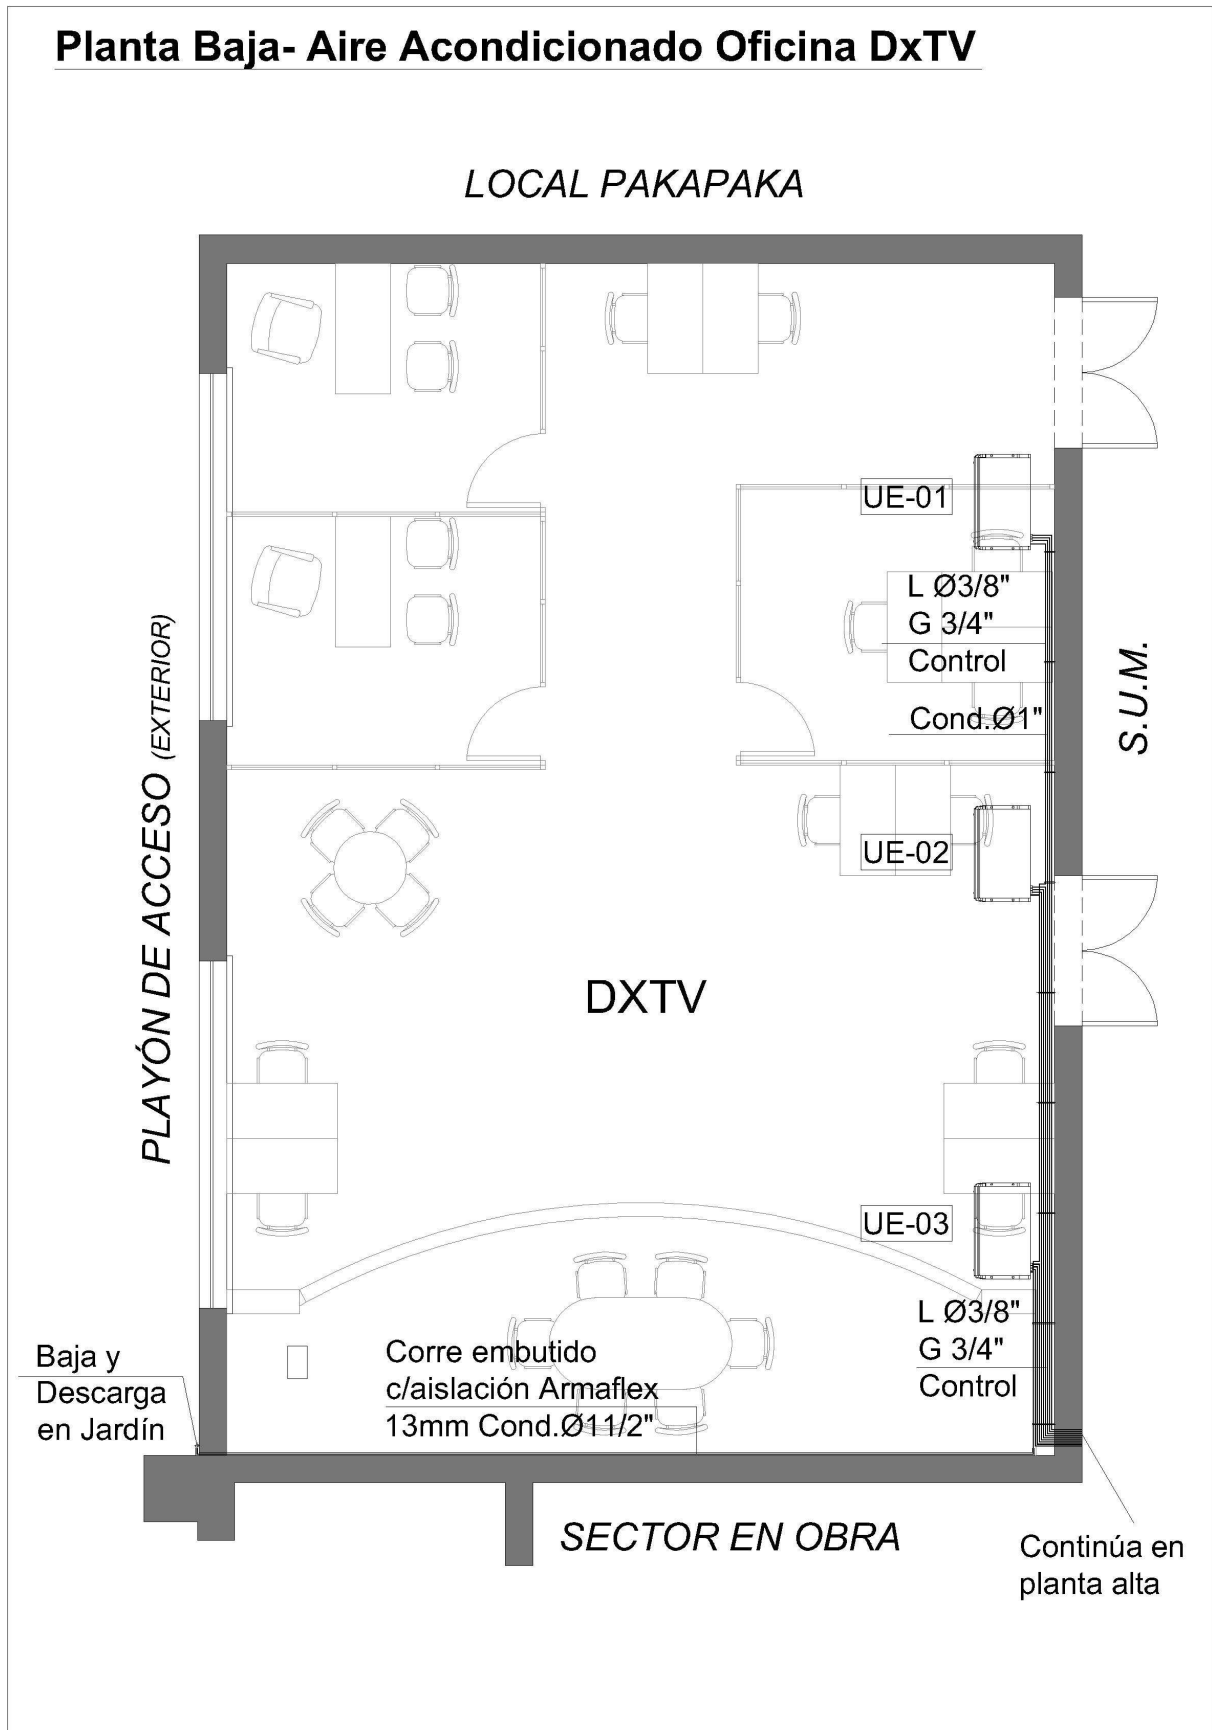 Planta Baja- Aire Acondicionado Oficina DxTV
LOCAL PAKAPAKA
UE-01
L Ø3/8"
G 3/4"
Control
Cond.Ø1"
S.U.M.
PLAYÓN DE ACCESO (EXTERIOR)
UE-02
DXTV
UE-03
L Ø3/8"
G 3/4"
Control
Baja y
Descarga
en Jardín
Corre embutido
c/aislación Armaflex
13mm Cond.Ø11/2"
SECTOR EN OBRA
Continúa en
planta alta